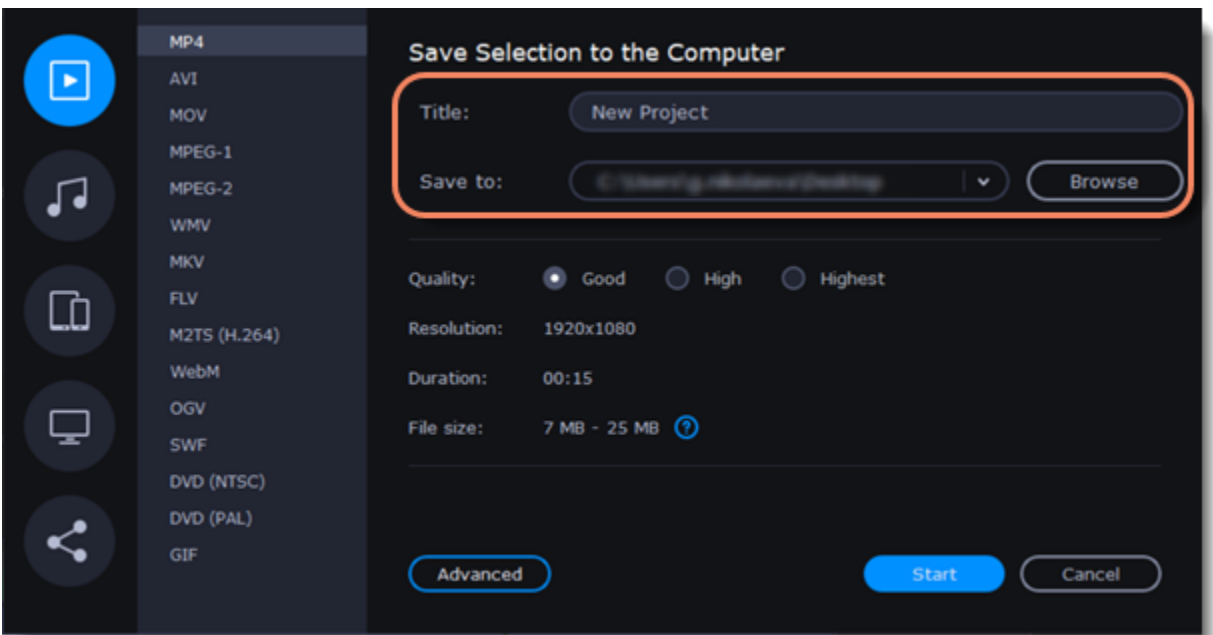 MP4
AVI
MOV
MPEG-1
MPEG-2
WMV
MKV
FLV
M2TS (H.264)
WebM
OGV
SWF
DVD (NTSC)
DVD (PAL)
GIF
Save Selection to the Computer
Title: New Project
Save to: Browse
Quality: Good High Highest
Resolution: 1920x1080
Duration: 00:15
File size: 7 MB - 25 MB ?
Advanced Start Cancel